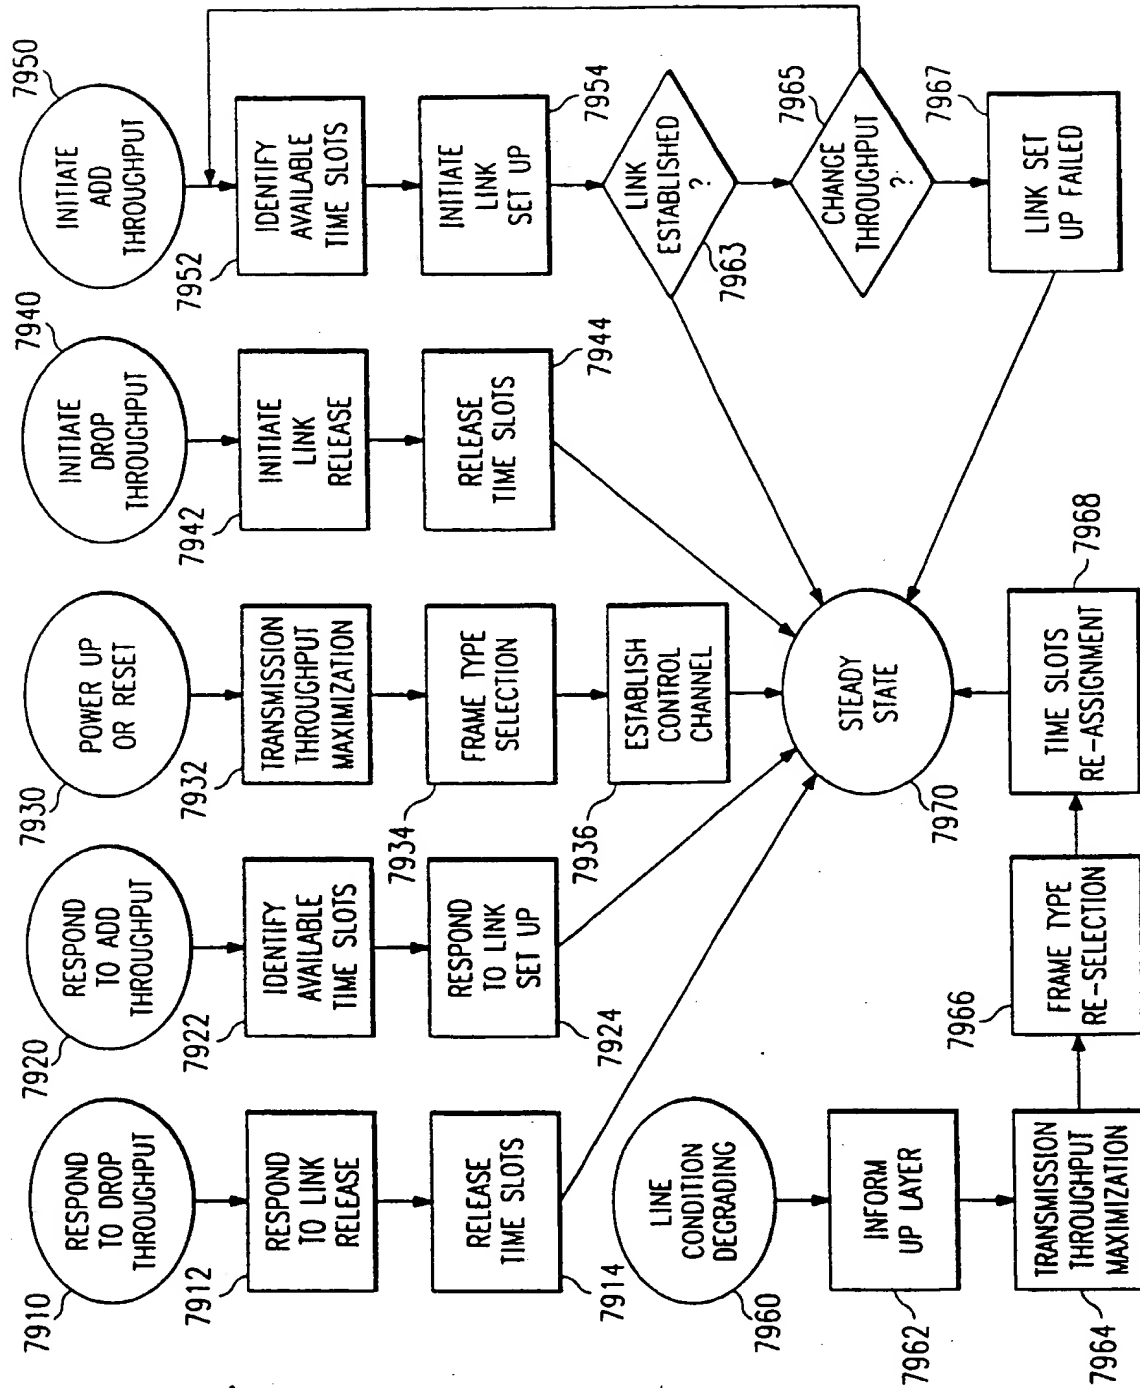 7910
RESPOND
TO DROP
THROUGHPUT
7912
RESPOND
TO LINK
RELEASE
RELEASE
TIME SLOTS
7914
7920
RESPOND
TO ADD
THROUGHPUT
7922
IDENTIFY
AVAILABLE
TIME SLOTS
RESPOND
TO LINK
SET UP
7924
7930
POWER UP
OR RESET
7932
TRANSMISSION
THROUGHPUT
MAXIMIZATION
7934
FRAME TYPE
SELECTION
7936
ESTABLISH
CONTROL
CHANNEL
7940
INITIATE
DROP
THROUGHPUT
7942
INITIATE
LINK
RELEASE
7944
RELEASE
TIME SLOTS
7950
INITIATE
ADD
THROUGHPUT
7952
IDENTIFY
AVAILABLE
TIME SLOTS
7954
INITIATE
LINK
SET UP
LINK
ESTABLISHED
?
7963
7965
CHANGE
THROUGHPUT
?
7967
LINK SET
UP FAILED
LINE
CONDITION
DEGRADING
7960
INFORM
UP LAYER
7962
TRANSMISSION
THROUGHPUT
MAXIMIZATION
7964
7966
FRAME TYPE
RE-SELECTION
TIME SLOTS
RE-ASSIGNMENT
7968
STEADY
STATE
7970